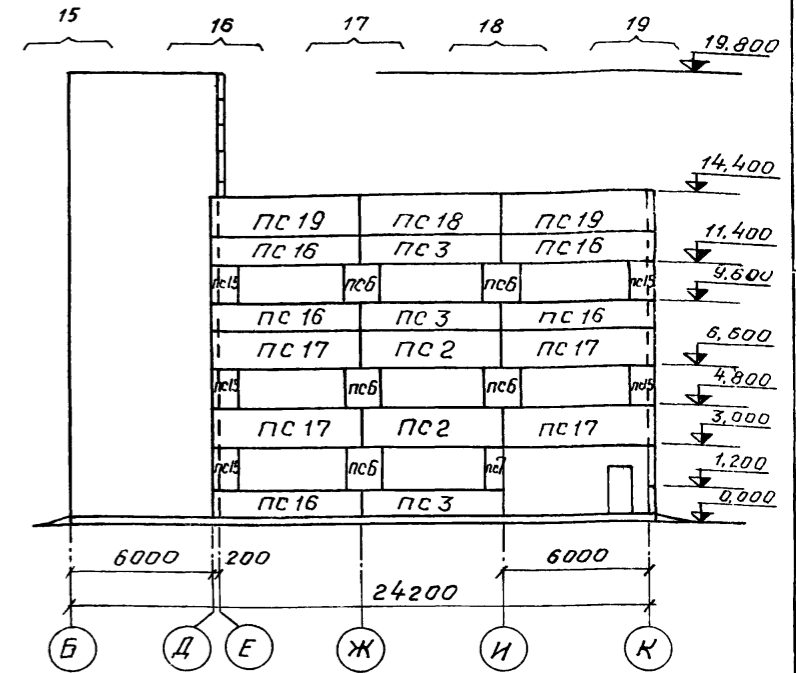 15 16 17 18 19
19.800
14.400
ПС 19 ПС 18 ПС 19
11.400
ПС 16 ПС 3 ПС 16
9.600
пс15 пс6 пс6 пс15
ПС 16 ПС 3 ПС 16
6,600
ПС 17 ПС 2 ПС 17
4,800
пс15 пс6 пс6 пс15
3,000
ПС 17 ПС 2 ПС 17
1,200
пс15 пс6 пс7
0,000
ПС 16 ПС 3
6000 200 6000
24200
Б Д Е Ж И К